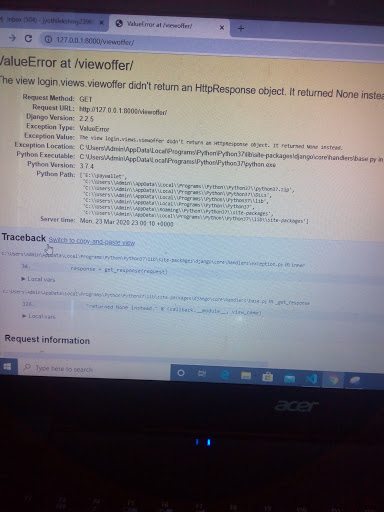 ValueError at /viewoffer/
127.0.0.1:8000/viewoffer/
ValueError at /viewoffer/
The view login.views.viewoffer didn't return an HttpResponse object. It returned None instea
Request Method: GET
Request URL: http://127.0.0.1:8000/viewoffer/
Django Version: 2.2.5
Exception Type: ValueError
Exception Value: The view login.views.viewoffer didn't return an HttpResponse object. It returned None instead.
Exception Location: C:\Users\Admin\AppData\Local\Programs\Python\Python37\lib\site-packages\django\core\handlers\base.py in
Python Executable: C:\Users\Admin\AppData\Local\Programs\Python\Python37\python.exe
Python Version: 3.7.4
Python Path: ['E:\\paywallet',
'C:\\Users\\Admin\\AppData\\Local\\Programs\\Python\\Python37\\python37.zip',
'C:\\Users\\Admin\\AppData\\Local\\Programs\\Python\\Python37\\DLLs',
'C:\\Users\\Admin\\AppData\\Local\\Programs\\Python\\Python37\\lib',
'C:\\Users\\Admin\\AppData\\Local\\Programs\\Python\\Python37',
'C:\\Users\\Admin\\AppData\\Roaming\\Python\\Python37\\site-packages',
'C:\\Users\\Admin\\AppData\\Local\\Programs\\Python\\Python37\\lib\\site-packages']
Server time: Mon, 23 Mar 2020 23:00:10 +0000
Traceback Switch to copy-and-paste view
C:\Users\Admin\AppData\Local\Programs\Python\Python37\lib\site-packages\django\core\handlers\exception.py in inner
34. response = get_response(request)
▶ Local vars
C:\Users\Admin\AppData\Local\Programs\Python\Python37\lib\site-packages\django\core\handlers\base.py in _get_response
"returned None instead." % (callback.__module__, view_name)
▶ Local vars
Request information
Type here to search
acer